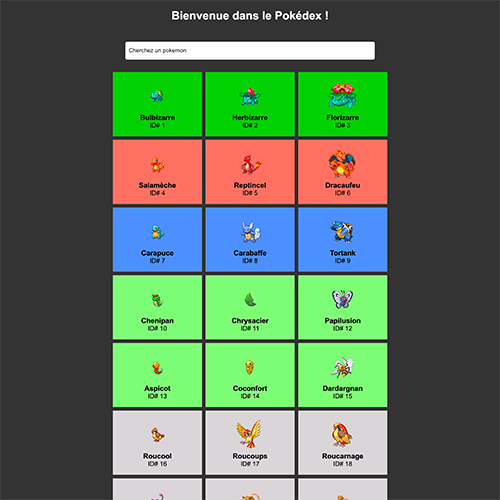 Bienvenue dans le Pokédex !
Cherchez un pokemon
Bulbizarre
ID# 1
Herbizarre
ID# 2
Florizarre
ID# 3
Salamèche
ID# 4
Reptincel
ID# 5
Dracaufeu
ID# 6
Carapuce
ID# 7
Carabaffe
ID# 8
Tortank
ID# 9
Chenipan
ID# 10
Chrysacier
ID# 11
Papilusion
ID# 12
Aspicot
ID# 13
Coconfort
ID# 14
Dardargnan
ID# 15
Roucool
ID# 16
Roucoups
ID# 17
Roucarnage
ID# 18